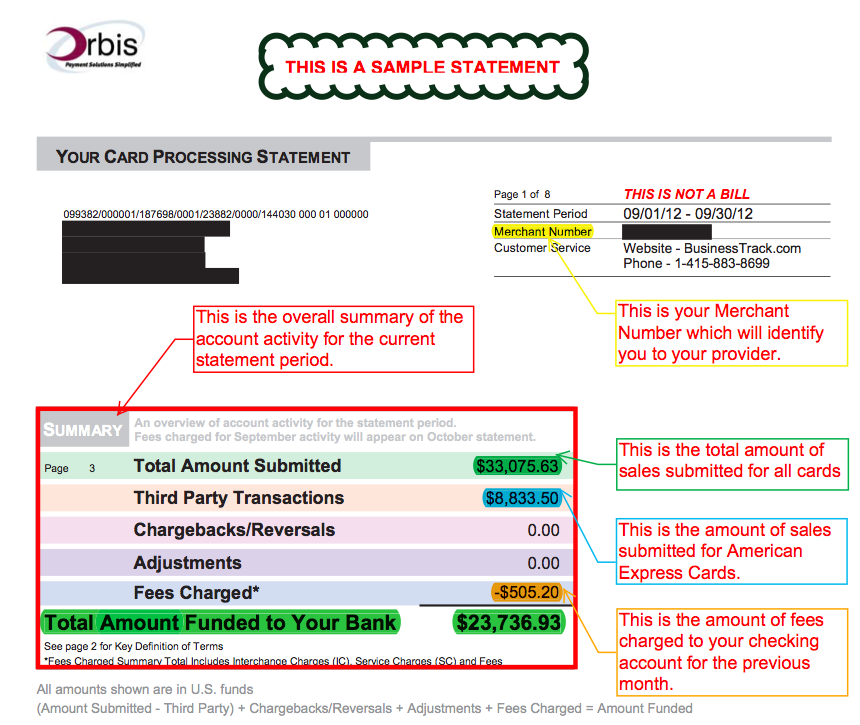 Orbis
Payment Solutions Simplified
THIS IS A SAMPLE STATEMENT
YOUR CARD PROCESSING STATEMENT
Page 1 of 8 THIS IS NOT A BILL
099382/000001/187698/0001/23882/0000/144030 000 01 000000
Statement Period 09/01/12 - 09/30/12
Merchant Number
Customer Service Website - BusinessTrack.com
Phone - 1-415-883-8699
This is the overall summary of the
account activity for the current
statement period.
This is your Merchant
Number which will identify
you to your provider.
SUMMARY
An overview of account activity for the statement period.
Fees charged for September activity will appear on October statement.
Page 3 Total Amount Submitted $33,075.63
This is the total amount of
sales submitted for all cards
Third Party Transactions $8,833.50
Chargebacks/Reversals 0.00
This is the amount of sales
submitted for American
Express Cards.
Adjustments 0.00
Fees Charged* -$505.20
Total Amount Funded to Your Bank $23,736.93
This is the amount of fees
charged to your checking
account for the previous
month.
See page 2 for Key Definition of Terms
*Fees Charged Summary Total Includes Interchange Charges (IC), Service Charges (SC) and Fees
All amounts shown are in U.S. funds
(Amount Submitted - Third Party) + Chargebacks/Reversals + Adjustments + Fees Charged = Amount Funded